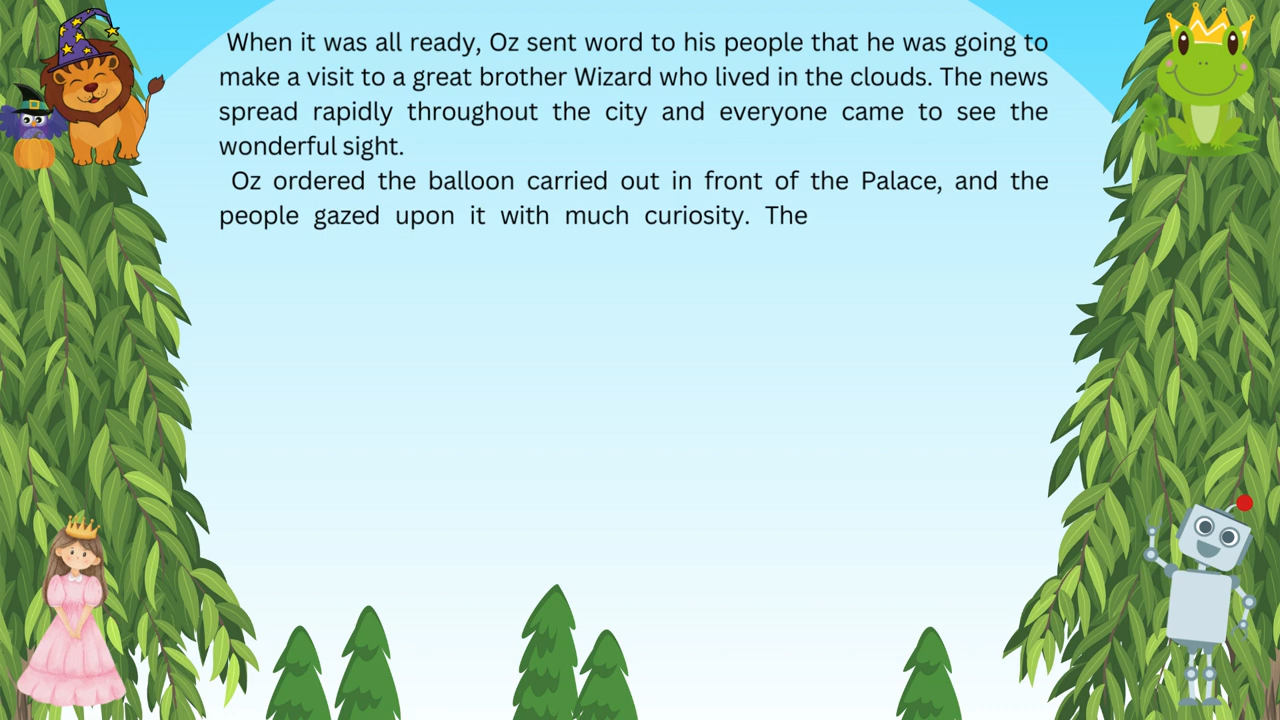 When it was all ready, Oz sent word to his people that he was going to
make a visit to a great brother Wizard who lived in the clouds. The news
spread rapidly throughout the city and everyone came to see the
wonderful sight.
Oz ordered the balloon carried out in front of the Palace, and the
people gazed upon it with much curiosity. The